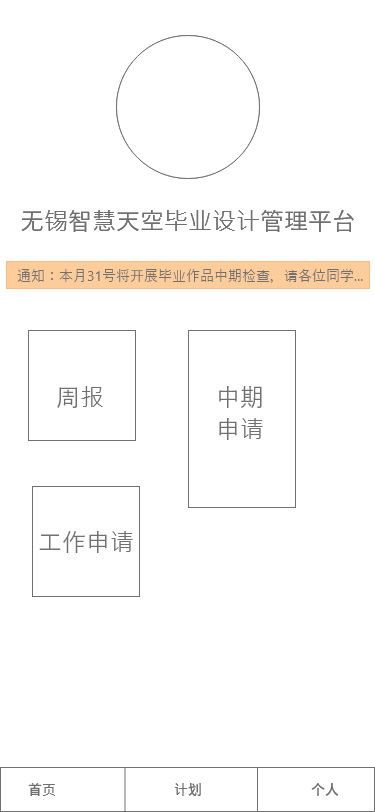 无锡智慧天空毕业设计管理平台
通知：本月31号将开展毕业作品中期检查，请各位同学...
周报
中期
申请
工作申请
首页
计划
个人